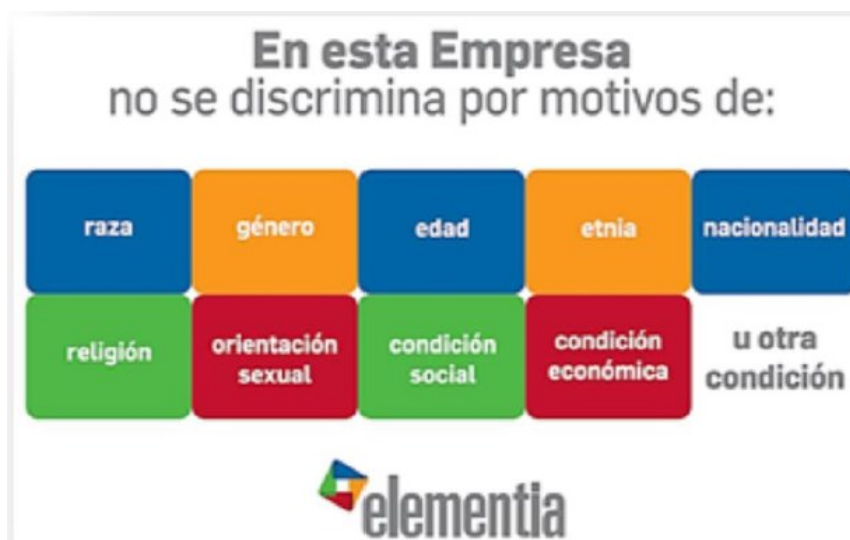 En esta Empresa
no se discrimina por motivos de:
raza
género
edad
etnia
nacionalidad
religión
orientación
sexual
condición
social
condición
económica
u otra
condición
elementia